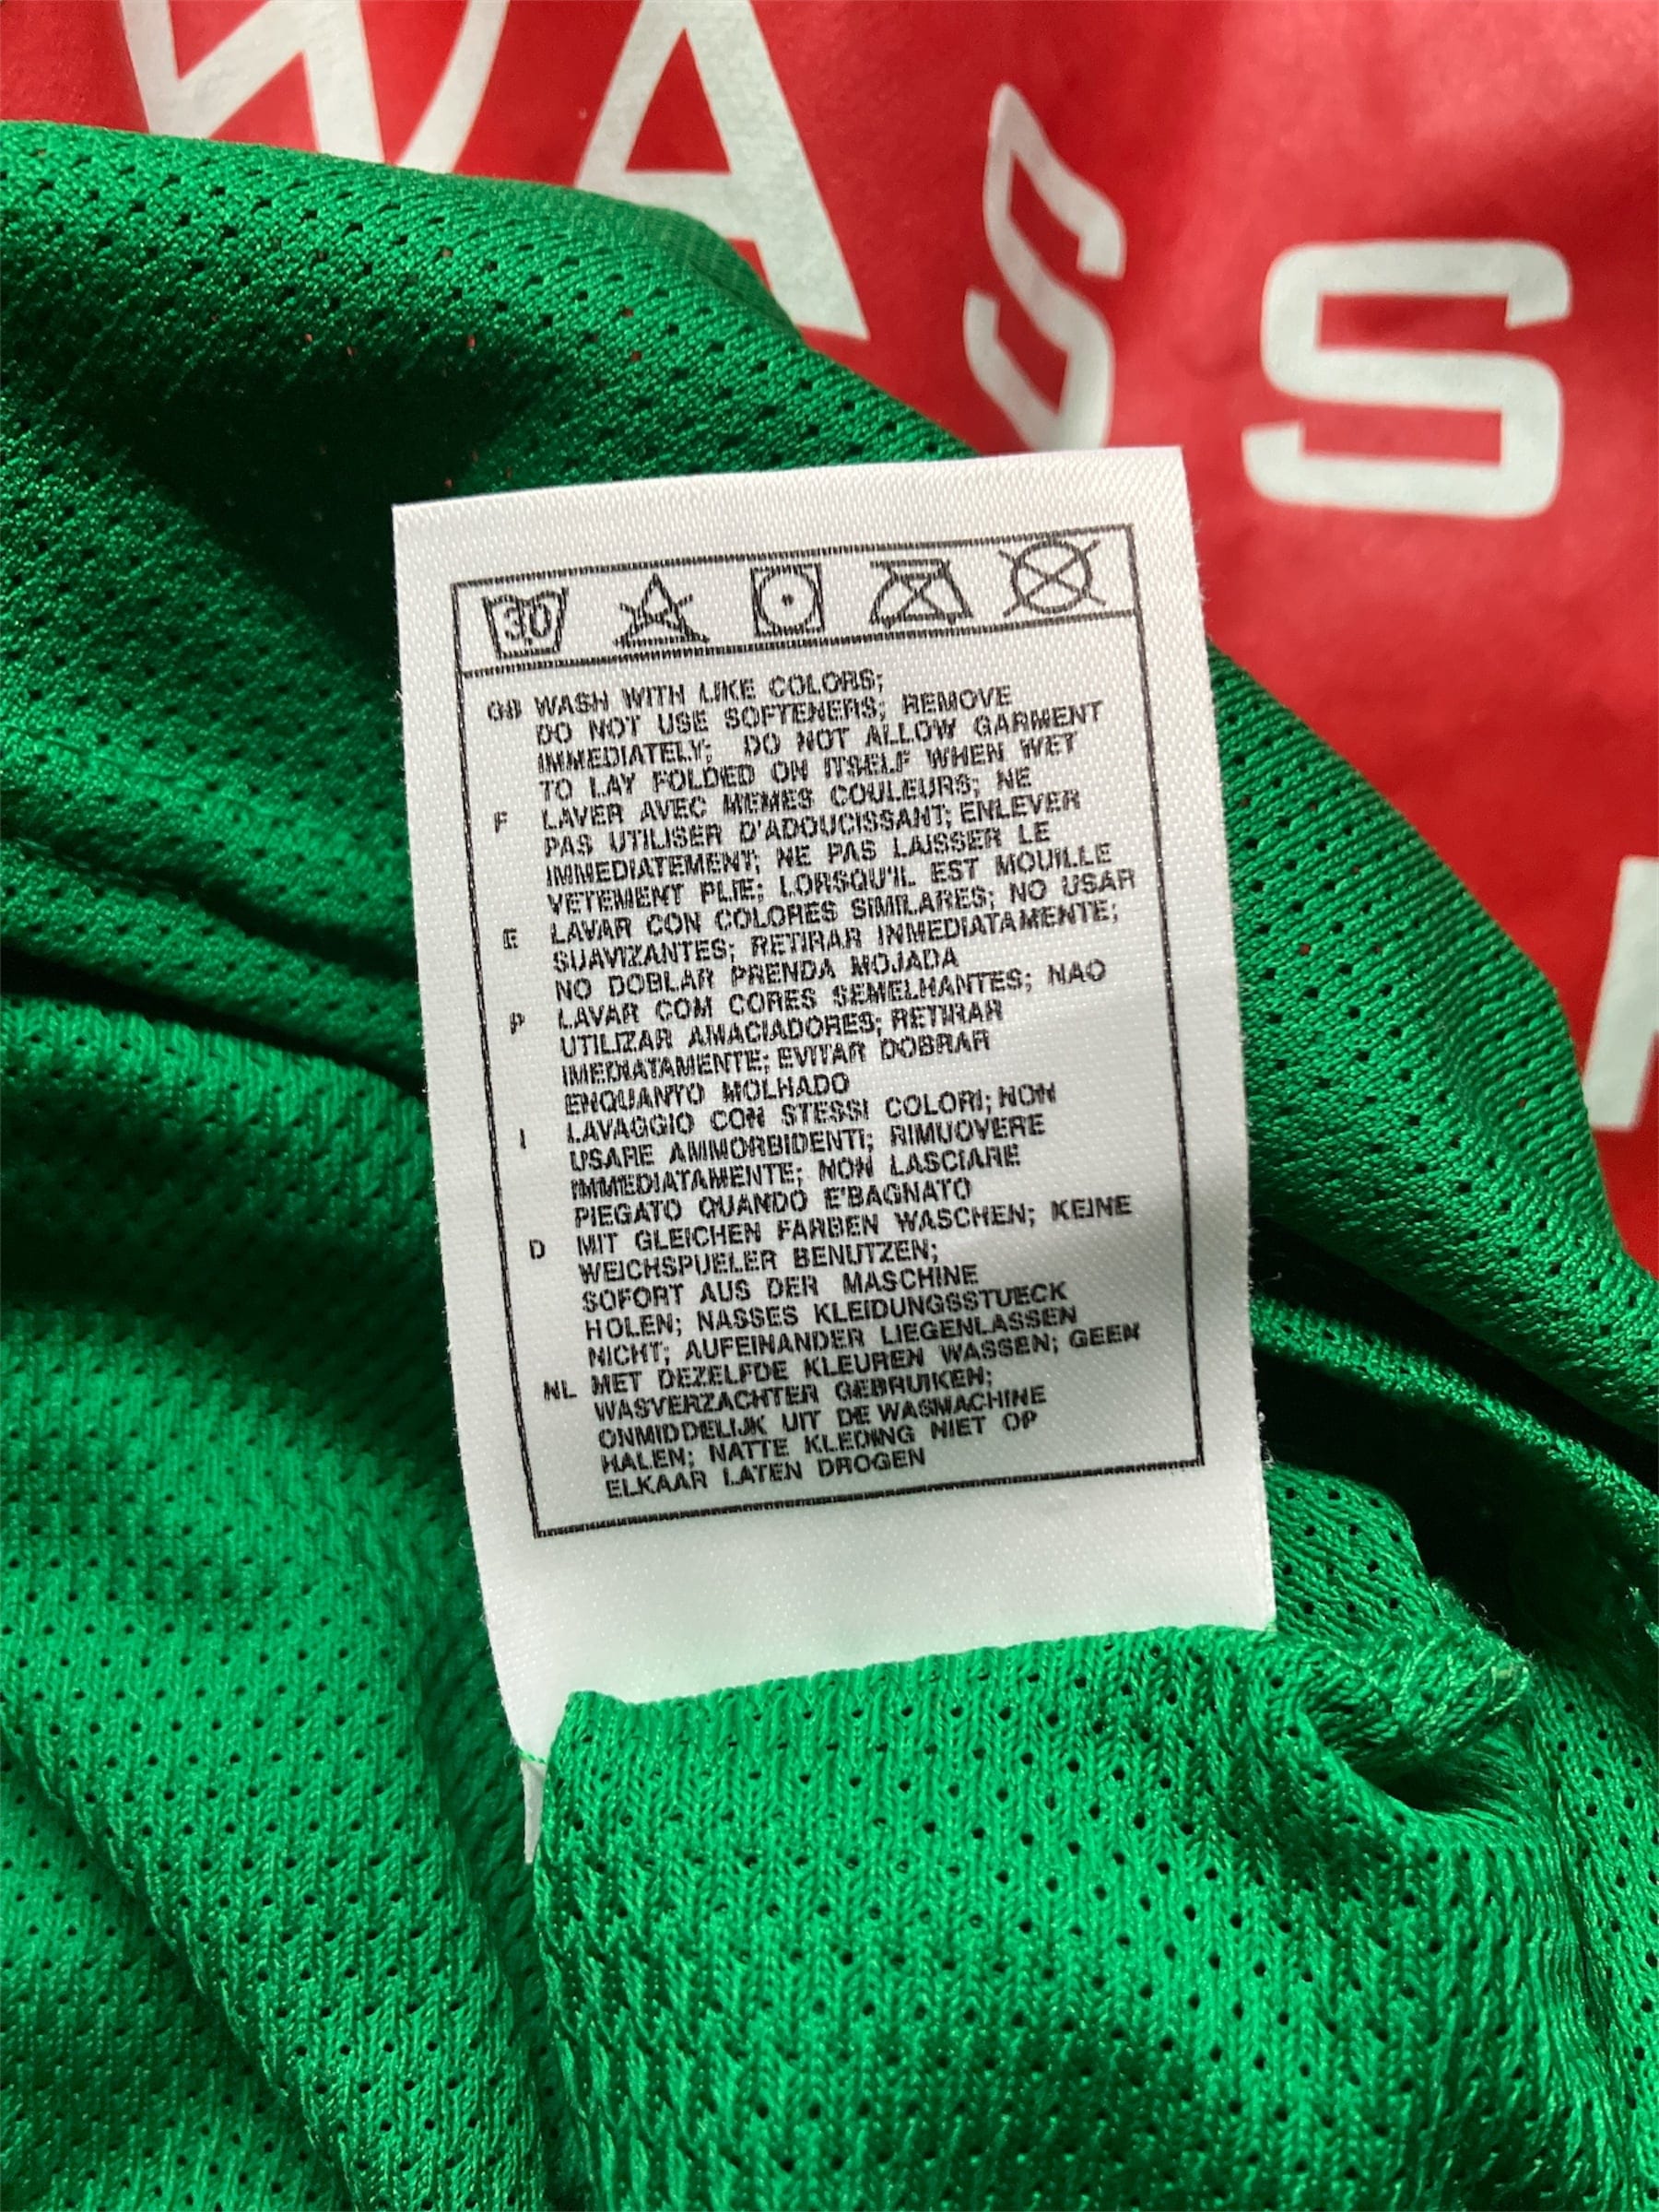 WA
S
S
30
GB WASH WITH LIKE COLORS;
DO NOT USE SOFTENERS; REMOVE
IMMEDIATELY; DO NOT ALLOW GARMENT
TO LAY FOLDED ON ITSELF WHEN WET
F LAVER AVEC MEMES COULEURS; NE
PAS UTILISER D'ADOUCISSANT; ENLEVER
IMMEDIATEMENT; NE PAS LAISSER LE
VETEMENT PLIE; LORSQU'IL EST MOUILLE
E LAVAR CON COLORES SIMILARES; NO USAR
SUAVIZANTES; RETIRAR INMEDIATAMENTE;
NO DOBLAR PRENDA MOJADA
P LAVAR COM CORES SEMELHANTES; NAO
UTILIZAR AMACIADORES; RETIRAR
IMEDIATAMENTE; EVITAR DOBRAR
ENQUANTO MOLHADO
I LAVAGGIO CON STESSI COLORI; NON
USARE AMMORBIDENTI; RIMUOVERE
IMMEDIATAMENTE; NON LASCIARE
PIEGATO QUANDO E'BAGNATO
D MIT GLEICHEN FARBEN WASCHEN; KEINE
WEICHSPUELER BENUTZEN;
SOFORT AUS DER MASCHINE
HOLEN; NASSES KLEIDUNGSSTUECK
NICHT; AUFEINANDER LIEGENLASSEN
NL MET DEZELFDE KLEUREN WASSEN; GEEN
WASVERZACHTER GEBRUIKEN;
ONMIDDELIJK UIT DE WASMACHINE
HALEN; NATTE KLEDING NIET OP
ELKAAR LATEN DROGEN